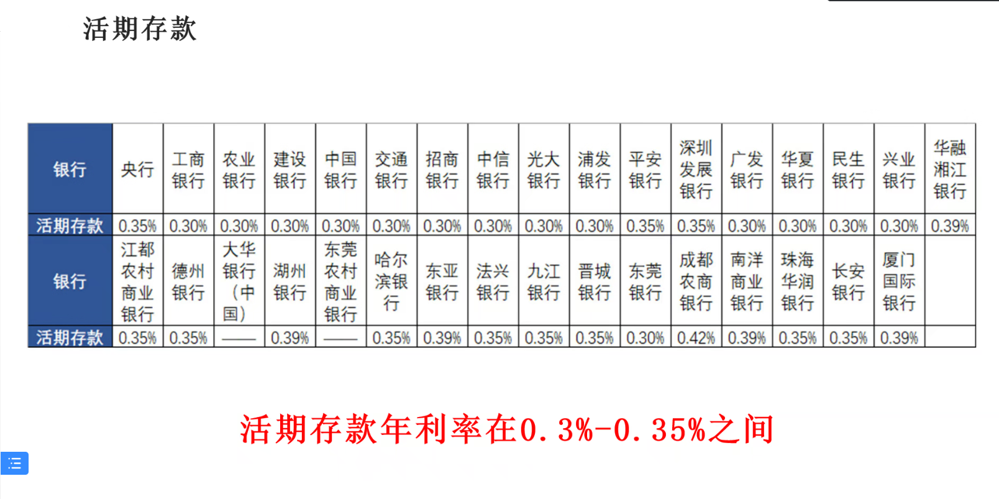 活期存款
银行 央行 工商银行 农业银行 建设银行 中国银行 交通银行 招商银行 中信银行 光大银行 浦发银行 平安银行 深圳发展银行 广发银行 华夏银行 民生银行 兴业银行 华融湘江银行
活期存款 0.35% 0.30% 0.30% 0.30% 0.30% 0.30% 0.30% 0.30% 0.30% 0.30% 0.35% 0.35% 0.30% 0.30% 0.30% 0.30% 0.39%
银行 江都农村商业银行 德州银行 大华银行（中国） 湖州银行 东莞农村商业银行 哈尔滨银行 东亚银行 法兴银行 九江银行 晋城银行 东莞银行 成都农商银行 南洋商业银行 珠海华润银行 长安银行 厦门国际银行
活期存款 0.35% 0.35% —— 0.39% —— 0.35% 0.39% 0.35% 0.35% 0.35% 0.30% 0.42% 0.39% 0.35% 0.35% 0.39%
活期存款年利率在0.3%-0.35%之间